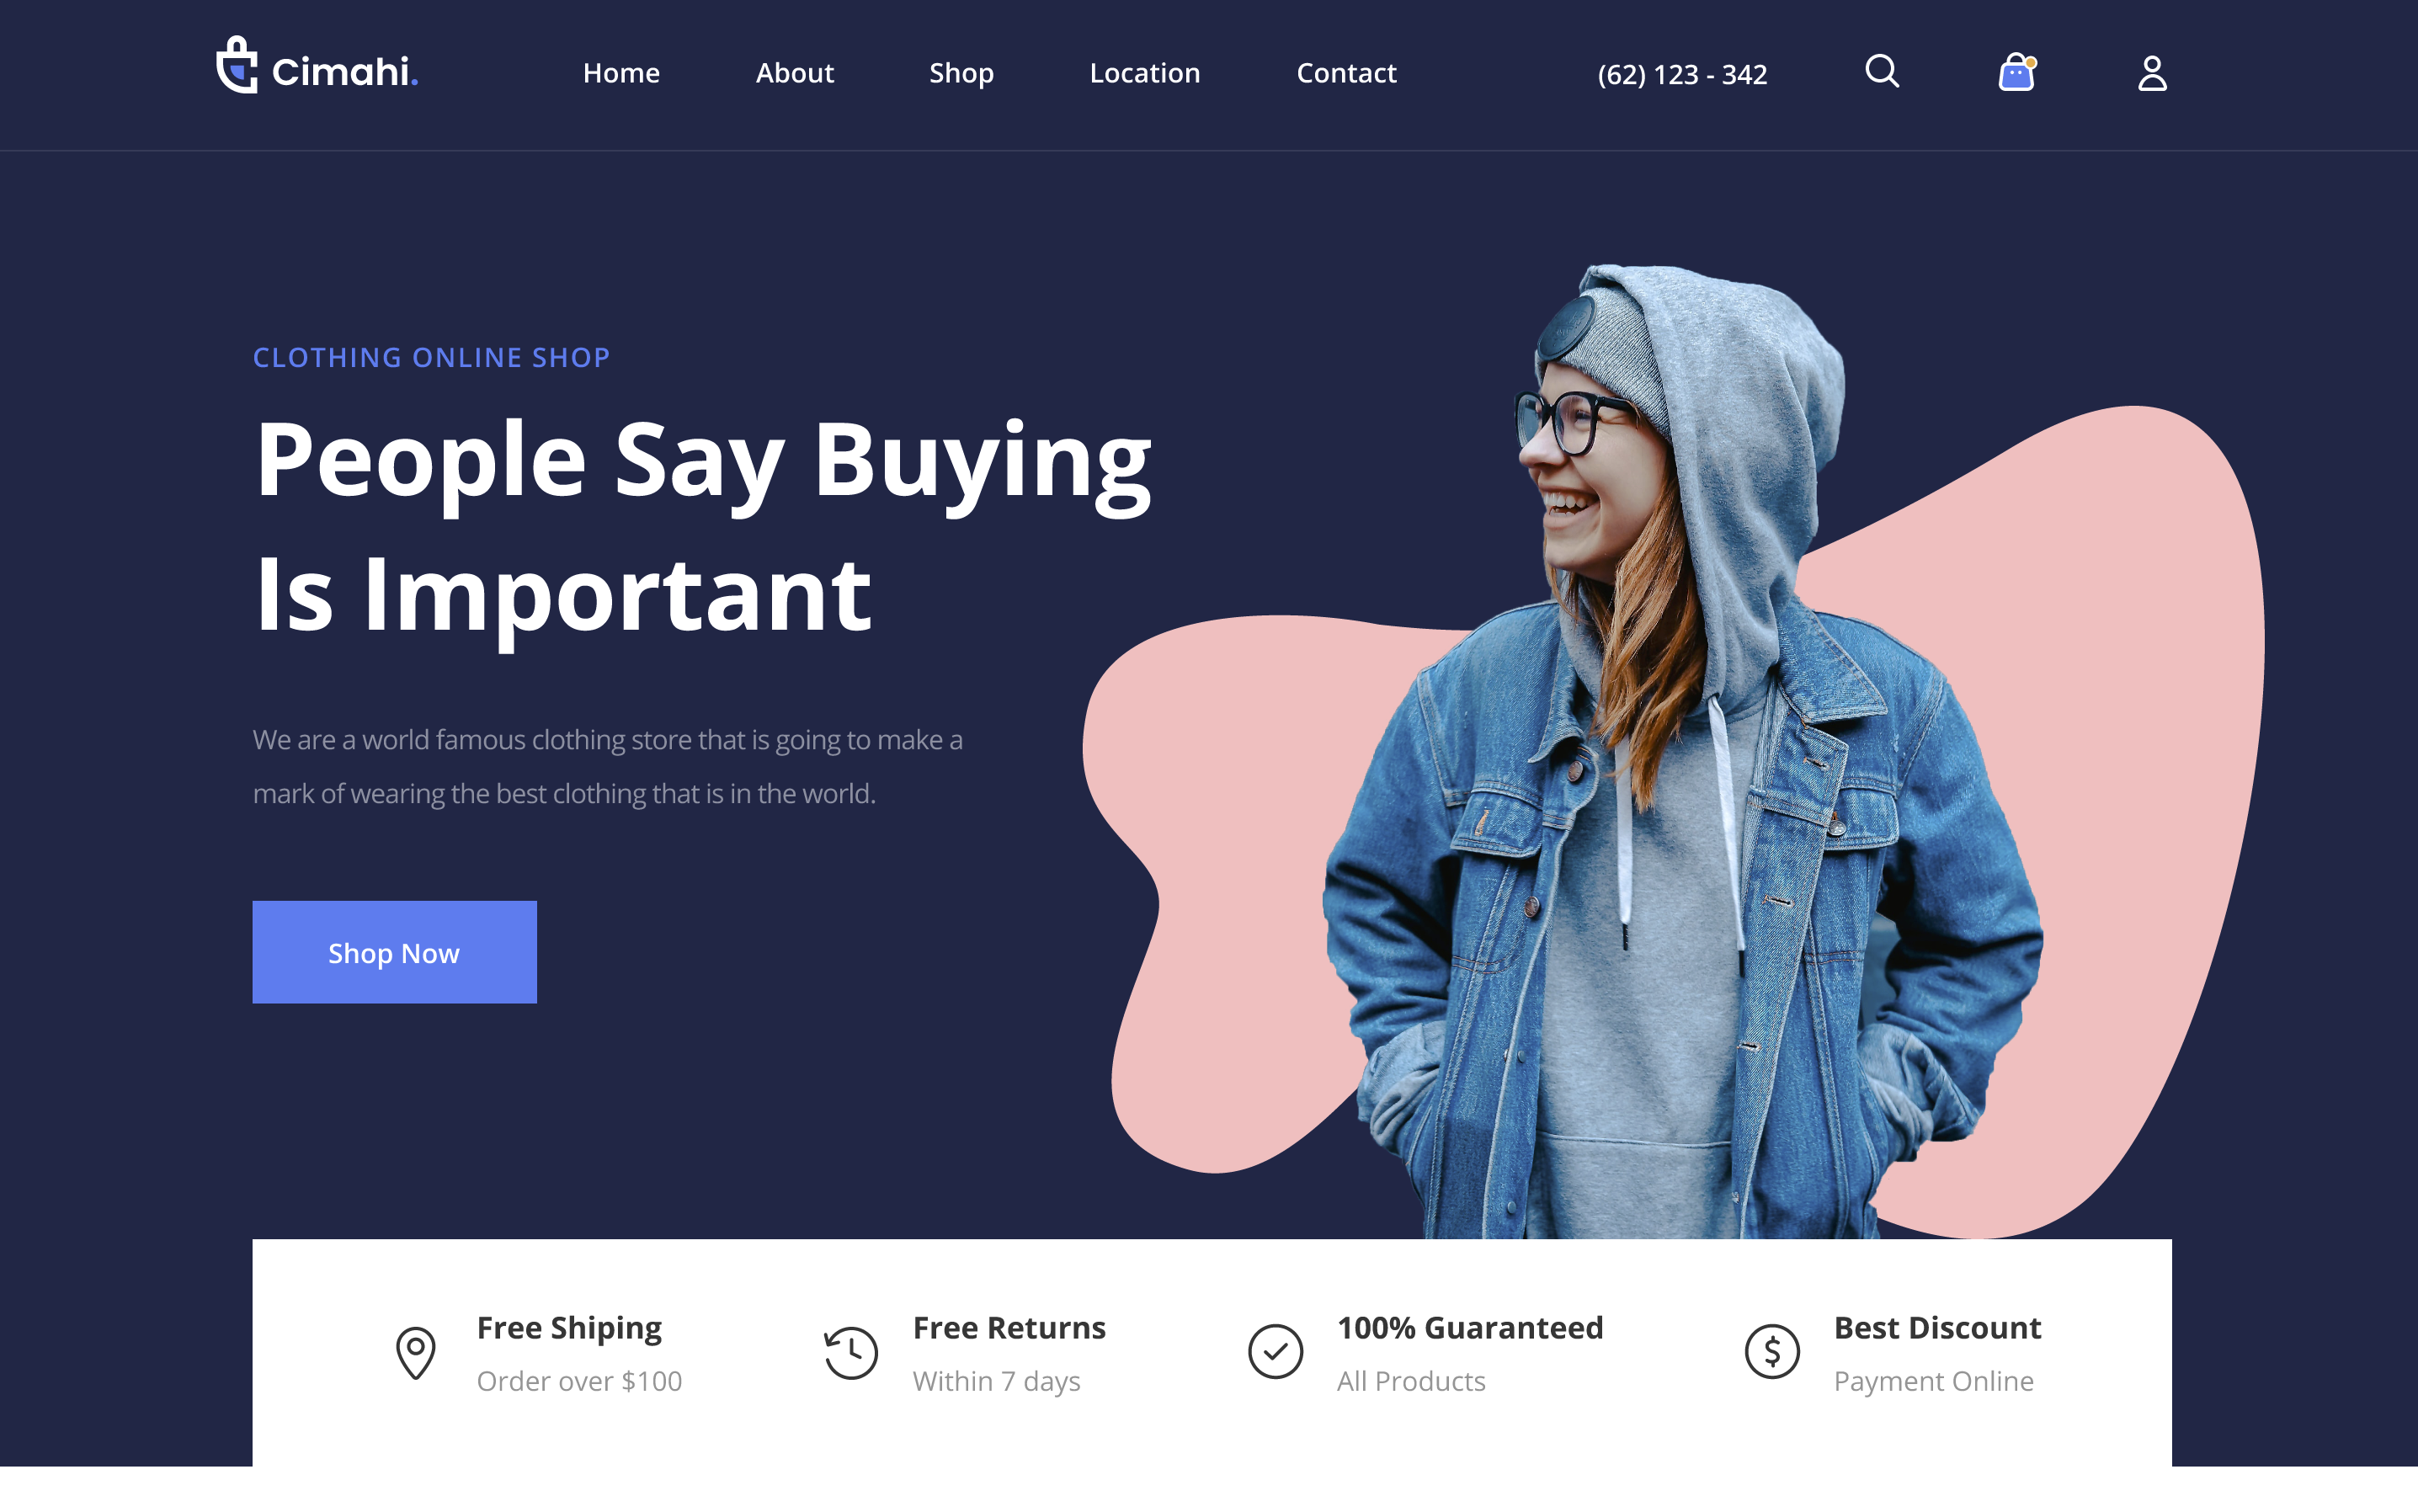 Cimahi.
Home About Shop Location Contact (62) 123 - 342
CLOTHING ONLINE SHOP
People Say Buying
Is Important
We are a world famous clothing store that is going to make a
mark of wearing the best clothing that is in the world.
Shop Now
Free Shiping
Order over $100
Free Returns
Within 7 days
100% Guaranteed
All Products
Best Discount
Payment Online